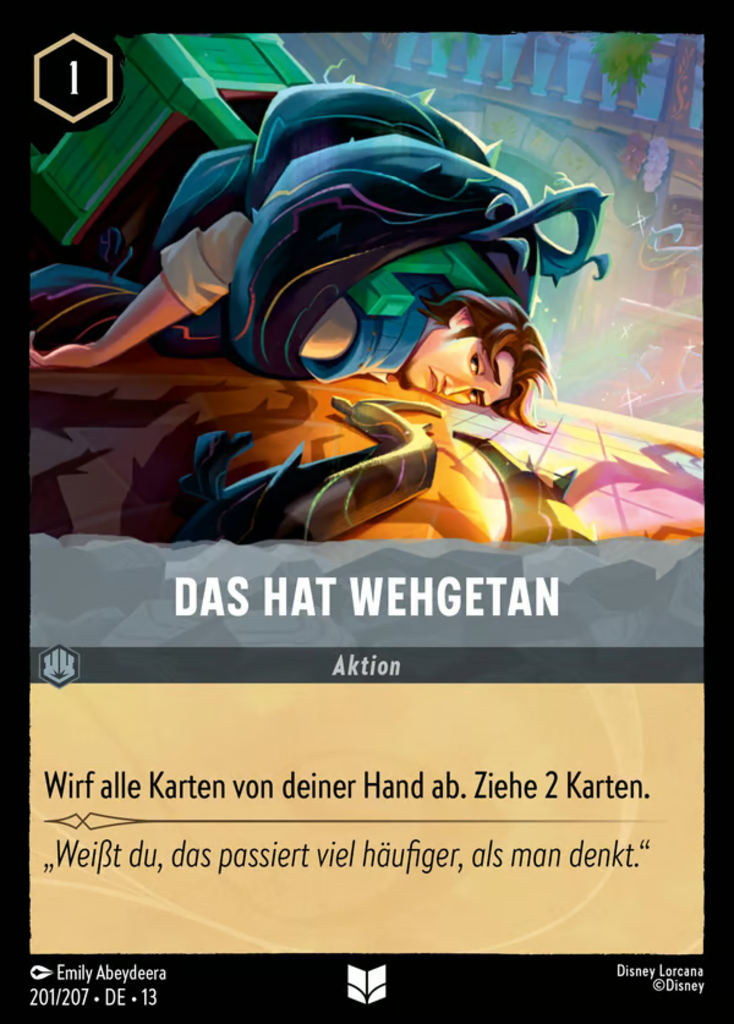 1
DAS HAT WEHGETAN
Aktion
Wirf alle Karten von deiner Hand ab. Ziehe 2 Karten.
„Weißt du, das passiert viel häufiger, als man denkt.“
Emily Abeydeera
201/207 • DE • 13
Disney Lorcana
©Disney